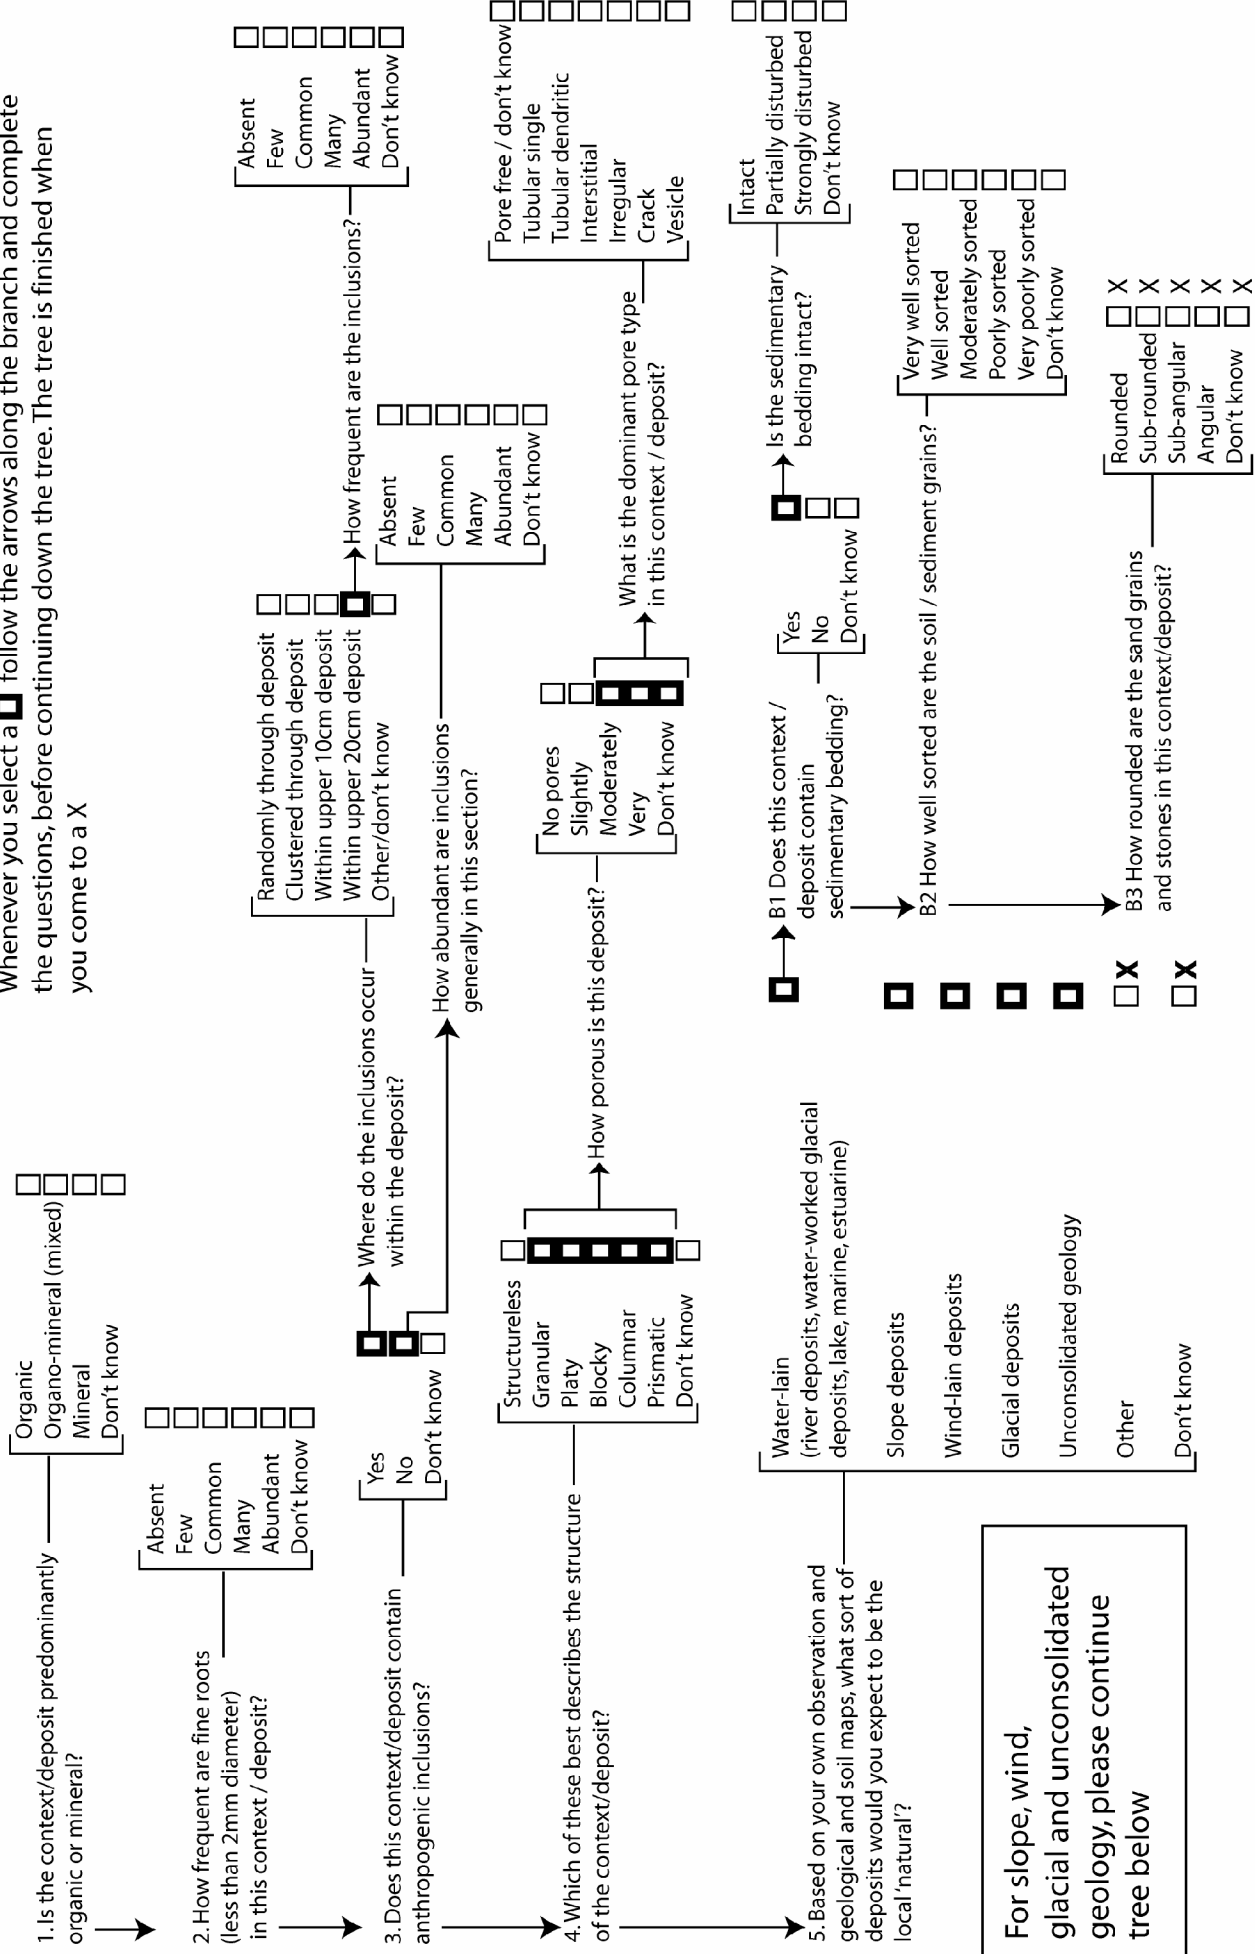 Whenever you select a follow the arrows along the branch and complete
the questions, before continuing down the tree. The tree is finished when
you come to a X
1. Is the context/deposit predominantly
organic or mineral?
Organic
Organo-mineral (mixed)
Mineral
Don't know
2. How frequent are fine roots
(less than 2mm diameter)
in this context / deposit?
Absent
Few
Common
Many
Abundant
Don't know
3. Does this context/deposit contain
anthropogenic inclusions?
Yes
No
Don't know
Where do the inclusions occur
within the deposit?
Randomly through deposit
Clustered through deposit
Within upper 10cm deposit
Within upper 20cm deposit
Other/don't know
How frequent are the inclusions?
Absent
Few
Common
Many
Abundant
Don't know
How abundant are inclusions
generally in this section?
Absent
Few
Common
Many
Abundant
Don't know
4. Which of these best describes the structure
of the context/deposit?
Structureless
Granular
Platy
Blocky
Columnar
Prismatic
Don't know
How porous is this deposit?
No pores
Slightly
Moderately
Very
Don't know
What is the dominant pore type
in this context / deposit?
Pore free / don't know
Tubular single
Tubular dendritic
Interstitial
Irregular
Crack
Vesicle
5. Based on your own observation and
geological and soil maps, what sort of
deposits would you expect to be the
local 'natural'?
Water-lain
(river deposits, water-worked glacial
deposits, lake, marine, estuarine)
Slope deposits
Wind-lain deposits
Glacial deposits
Unconsolidated geology
Other
X
Don't know
X
B1 Does this context /
deposit contain
sedimentary bedding?
Yes
No
Don't know
Is the sedimentary
bedding intact?
Intact
Partially disturbed
Strongly disturbed
Don't know
B2 How well sorted are the soil / sediment grains?
Very well sorted
Well sorted
Moderately sorted
Poorly sorted
Very poorly sorted
Don't know
B3 How rounded are the sand grains
and stones in this context/deposit?
Rounded X
Sub-rounded X
Sub-angular X
Angular X
Don't know X
For slope, wind,
glacial and unconsolidated
geology, please continue
tree below